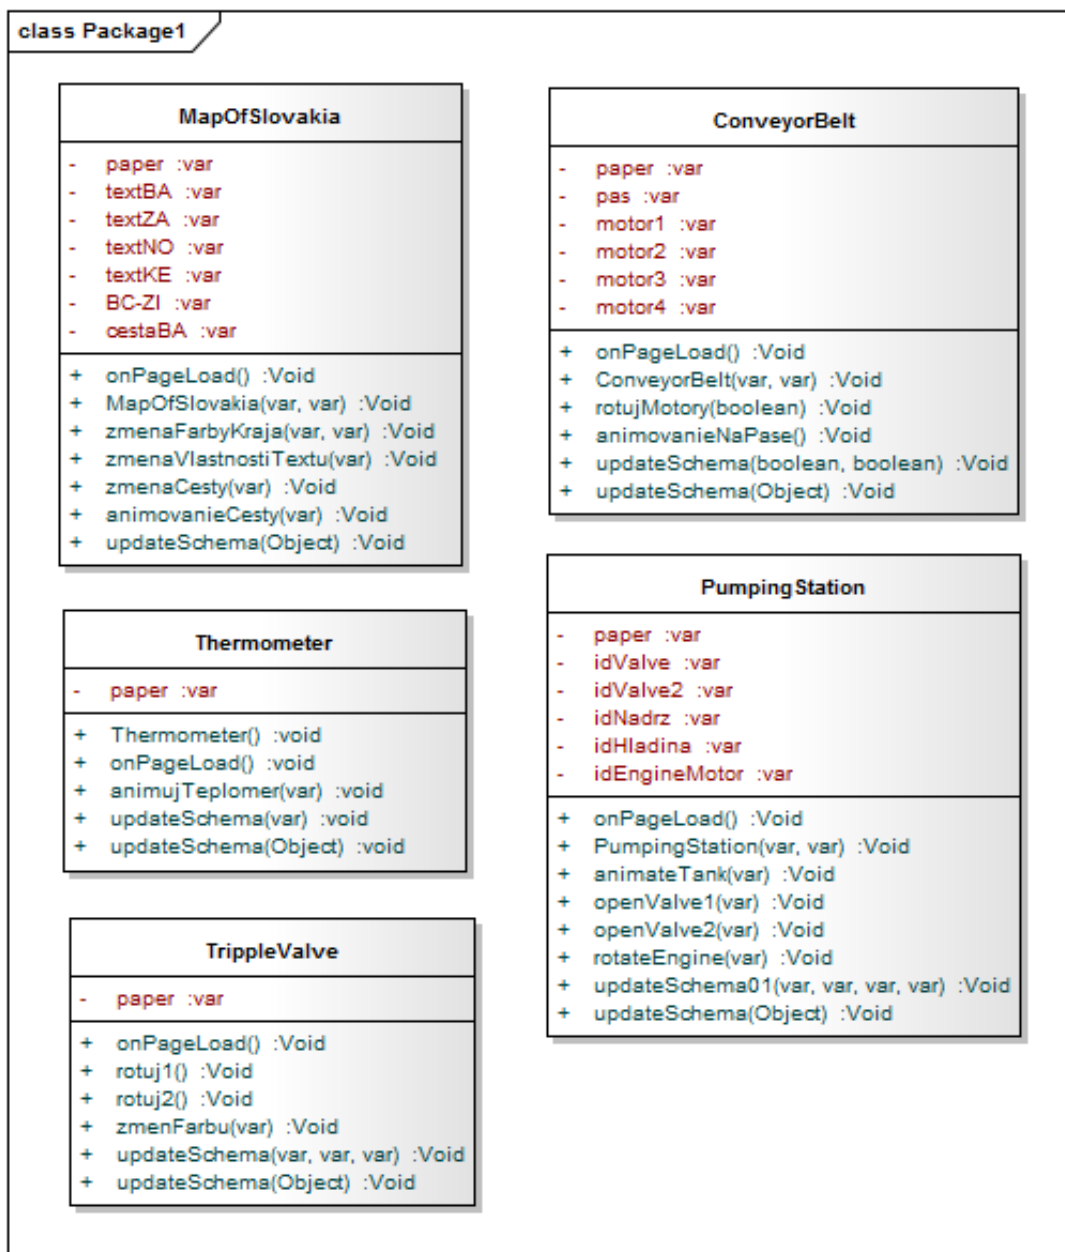 class Package1
MapOfSlovakia
- paper :var
- textBA :var
- textZA :var
- textNO :var
- textKE :var
- BC-ZI :var
- cestaBA :var
+ onPageLoad() :Void
+ MapOfSlovakia(var, var) :Void
+ zmenaFarbyKraja(var, var) :Void
+ zmenaVlastnostiTextu(var) :Void
+ zmenaCesty(var) :Void
+ animovanieCesty(var) :Void
+ updateSchema(Object) :Void
ConveyorBelt
- paper :var
- pas :var
- motor1 :var
- motor2 :var
- motor3 :var
- motor4 :var
+ onPageLoad() :Void
+ ConveyorBelt(var, var) :Void
+ rotujMotory(boolean) :Void
+ animovanieNaPase() :Void
+ updateSchema(boolean, boolean) :Void
+ updateSchema(Object) :Void
Thermometer
- paper :var
+ Thermometer() :void
+ onPageLoad() :void
+ animujTeplomer(var) :void
+ updateSchema(var) :void
+ updateSchema(Object) :void
PumpingStation
- paper :var
- idValve :var
- idValve2 :var
- idNadrz :var
- idHladina :var
- idEngineMotor :var
+ onPageLoad() :Void
+ PumpingStation(var, var) :Void
+ animateTank(var) :Void
+ openValve1(var) :Void
+ openValve2(var) :Void
+ rotateEngine(var) :Void
+ updateSchema01(var, var, var, var) :Void
+ updateSchema(Object) :Void
TrippleValve
- paper :var
+ onPageLoad() :Void
+ rotuj1() :Void
+ rotuj2() :Void
+ zmenFarbu(var) :Void
+ updateSchema(var, var, var) :Void
+ updateSchema(Object) :Void